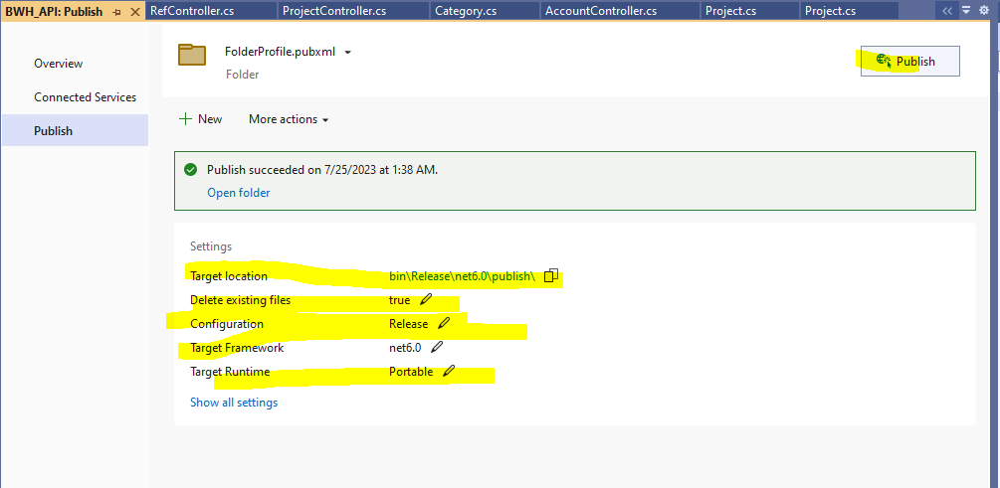 BWH_API: Publish RefController.cs ProjectController.cs Category.cs AccountController.cs Project.cs Project.cs
Overview
Connected Services
Publish
FolderProfile.pubxml
Folder
Publish
New More actions
Publish succeeded on 7/25/2023 at 1:38 AM.
Open folder
Settings
Target location bin\Release\net6.0\publish\
Delete existing files true
Configuration Release
Target Framework net6.0
Target Runtime Portable
Show all settings